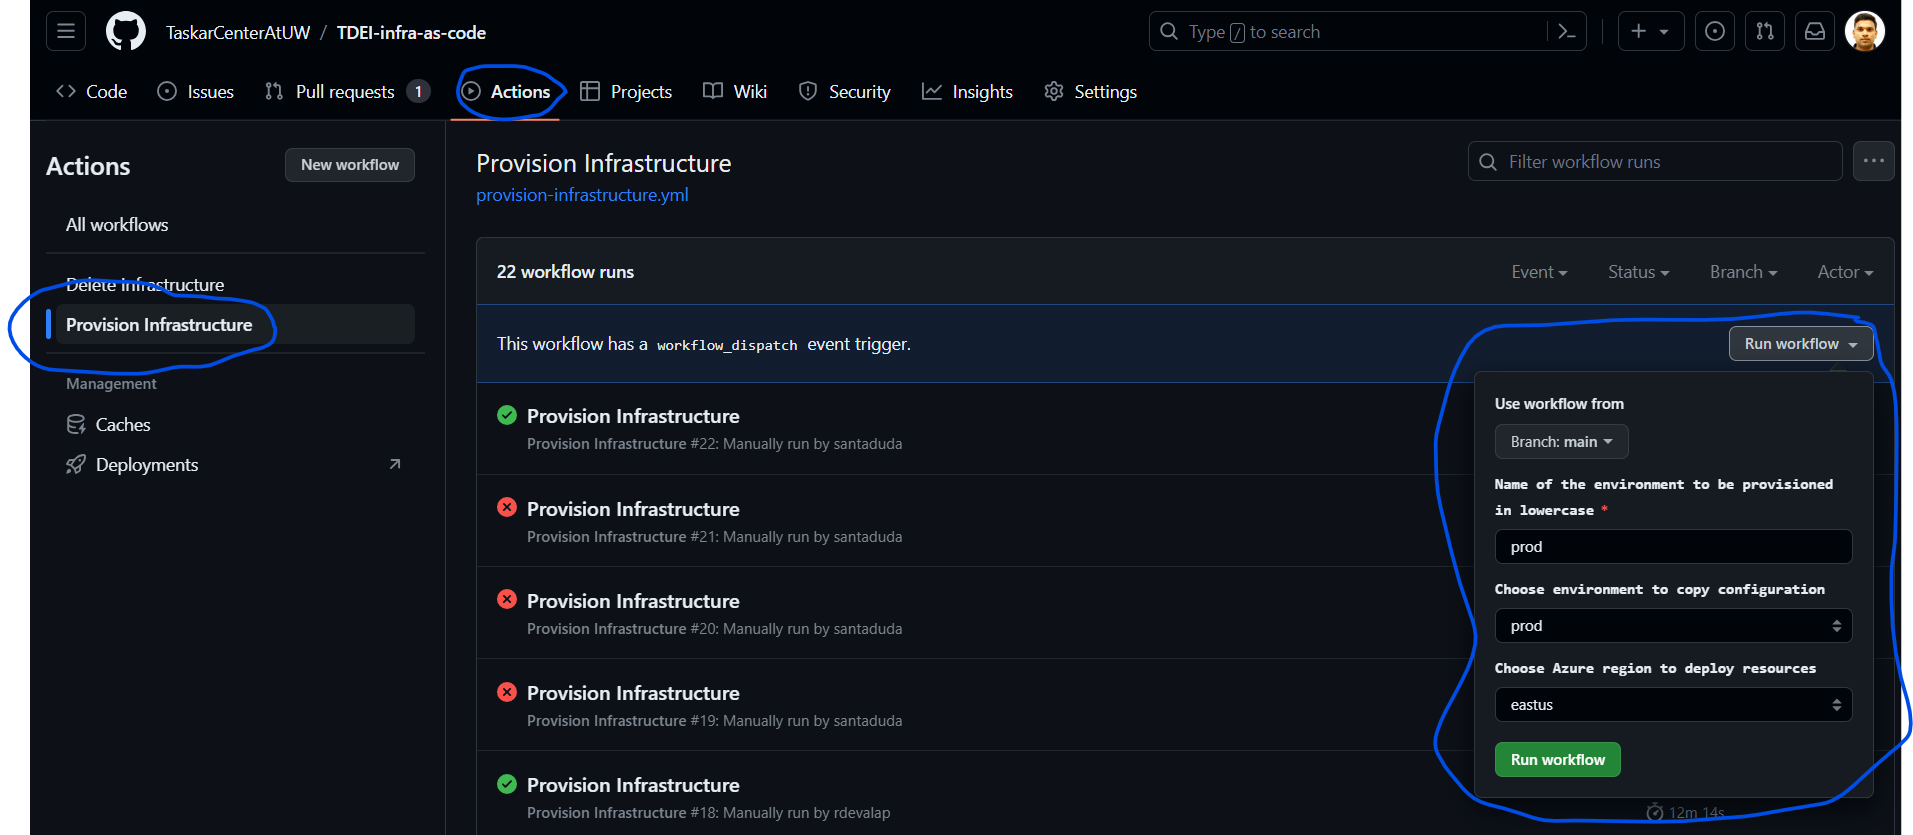 TaskarCenterAtUW / TDEI-infra-as-code
Type / to search
Code Issues Pull requests 1 Actions Projects Wiki Security Insights Settings
Actions
New workflow
All workflows
Delete Infrastructure
Provision Infrastructure
Management
Caches
Deployments
Provision Infrastructure
provision-infrastructure.yml
Filter workflow runs
22 workflow runs
Event Status Branch Actor
This workflow has a workflow_dispatch event trigger.
Run workflow
Provision Infrastructure
Provision Infrastructure #22: Manually run by santaduda
Provision Infrastructure
Provision Infrastructure #21: Manually run by santaduda
Provision Infrastructure
Provision Infrastructure #20: Manually run by santaduda
Provision Infrastructure
Provision Infrastructure #19: Manually run by santaduda
Provision Infrastructure
Provision Infrastructure #18: Manually run by rdevalap
Use workflow from
Branch: main
Name of the environment to be provisioned
in lowercase *
prod
Choose environment to copy configuration
prod
Choose Azure region to deploy resources
eastus
Run workflow
12m 14s